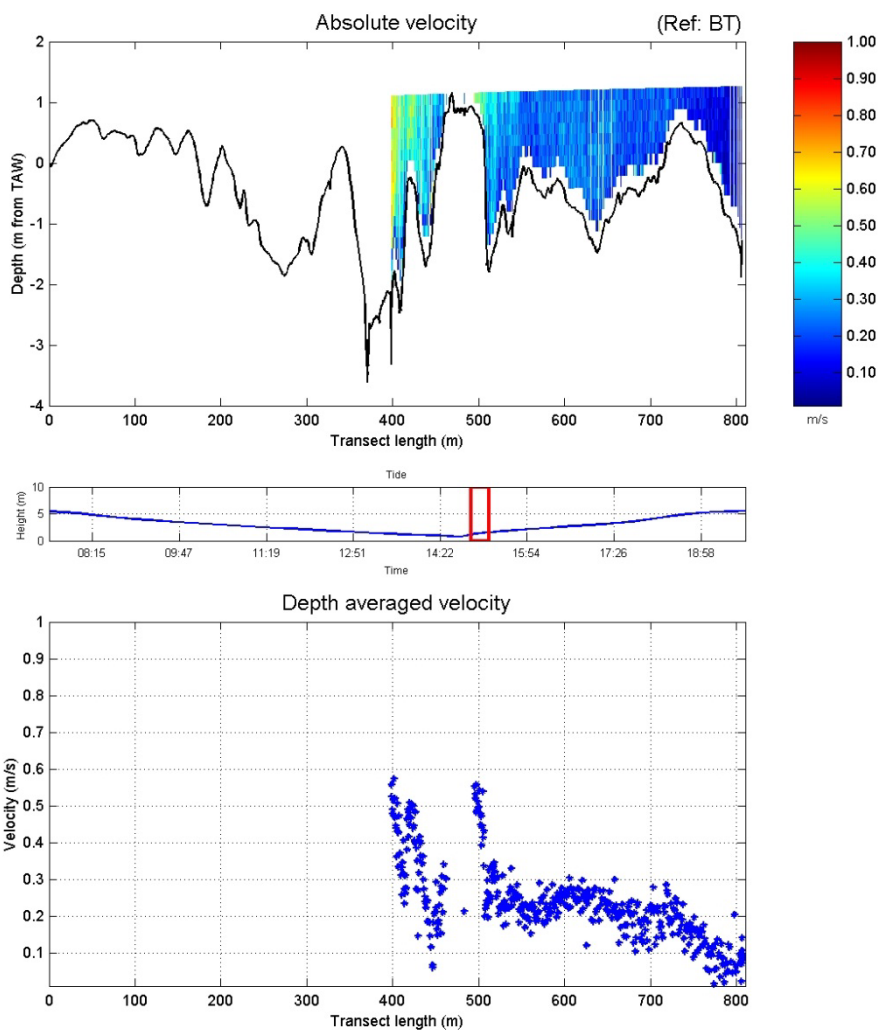 Absolute velocity (Ref: BT)
2
1
0
-1
-2
-3
-4
Depth (m from TAW)
0 100 200 300 400 500 600 700 800
Transect length (m)
1.00
0.90
0.80
0.70
0.60
0.50
0.40
0.30
0.20
0.10
m/s
Tide
10
5
0
Height (m)
08:15 09:47 11:19 12:51 14:22 15:54 17:26 18:58
Time
Depth averaged velocity
1
0.9
0.8
0.7
0.6
0.5
0.4
0.3
0.2
0.1
Velocity (m/s)
0 100 200 300 400 500 600 700 800
Transect length (m)